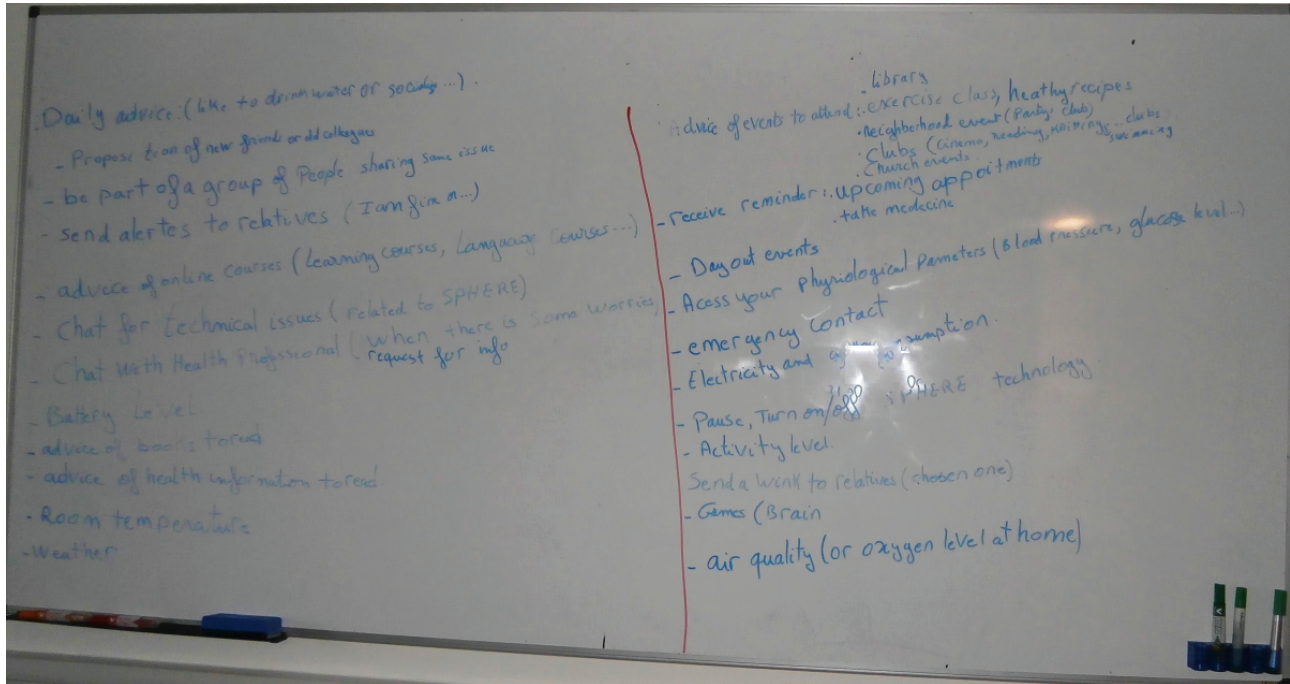 . Daily advice: (like to drink water or socialize ...).
- Proposetion of new friends or old colleagues
- be part of a group of People sharing same issue
- send alertes to relatives (I am fine or ...)
- advice of online courses (Learning courses, Language courses ...)
- Chat for technical issues (related to SPHERE)
- Chat with Health Professional (when there is some worries)
request for info
- Battery Level
- advice of books to read
- advice of health information to read
- Room temperature
- Weather
. library
Advice of events to attend: . exercise class, heathy recipes
. Neighberhood event (party, club)
. Clubs (cinema, reading, knitting, ... clubs
swimming
. Church events.
- receive reminder: . upcoming appoitments
. take medecine
- Day out events
- Acess your physiological Parmeters (Blood Pressure, glucose level...)
- emergency contact
- Electricity and
- Pause, Turn on/off SPHERE technology
- Activity level.
Send a wink to relatives (chosen one)
- Games (Brain
- air quality (or oxygen level at home)